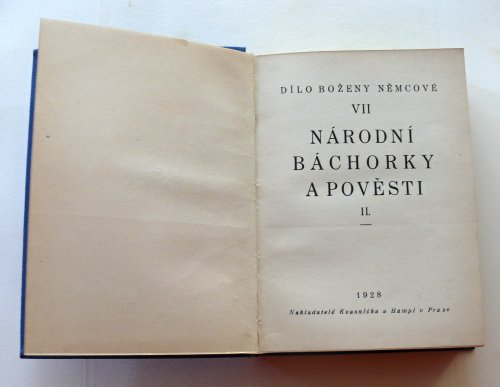 DÍLO BOŽENY NĚMCOVÉ
VII
NÁRODNÍ
BÁCHORKY
A POVĚSTI
II.
1928
Nakladatelé Kvasnička a Hampl v Praze